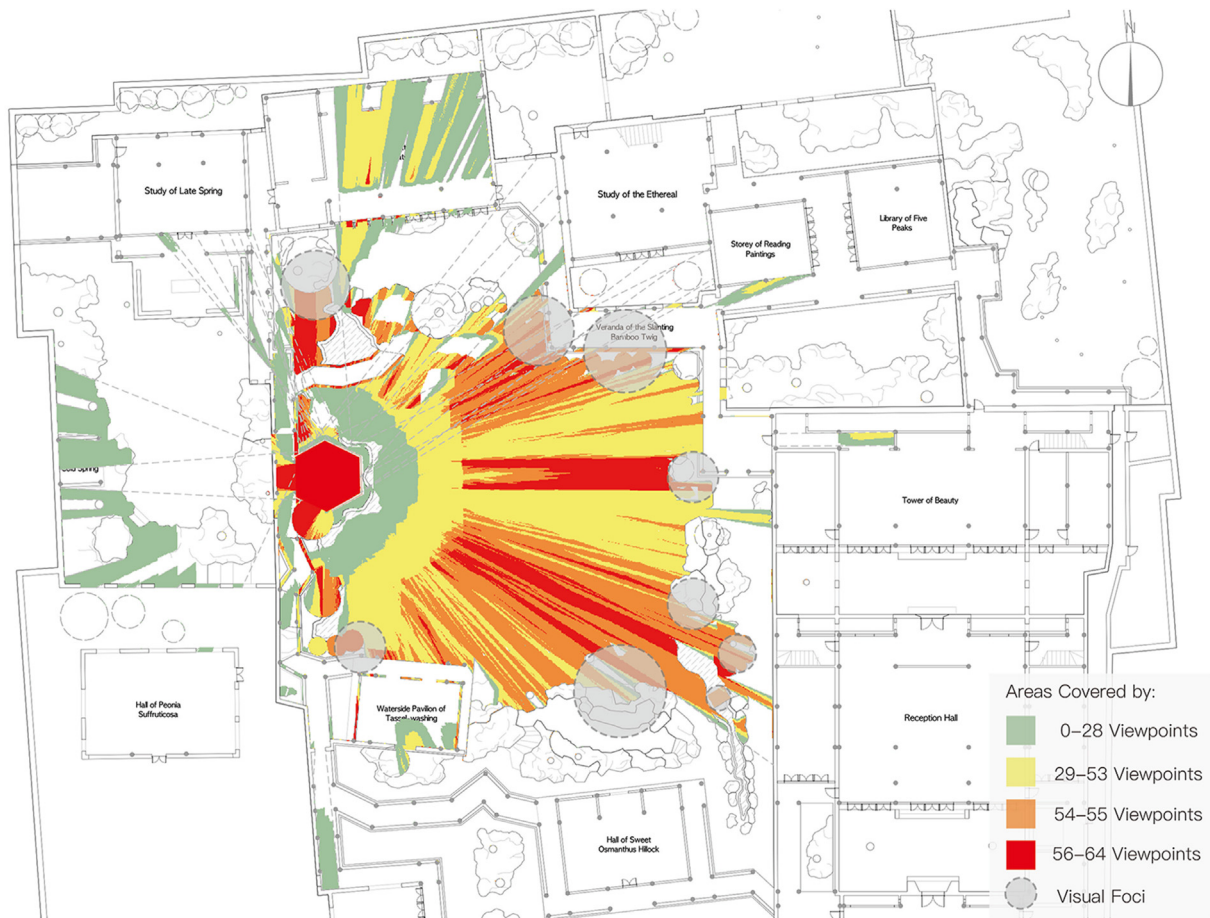 N
Study of Late Spring
Study of the Ethereal
Library of Five
Peaks
Storey of Reading
Paintings
Veranda of the Slanting
Bamboo Twig
Spring
Tower of Beauty
Hall of Peonia
Suffruticosa
Waterside Pavilion of
Tassel-washing
Reception Hall
Hall of Sweet
Osmanthus Hillock
Areas Covered by:
0–28 Viewpoints
29–53 Viewpoints
54–55 Viewpoints
56–64 Viewpoints
Visual Foci